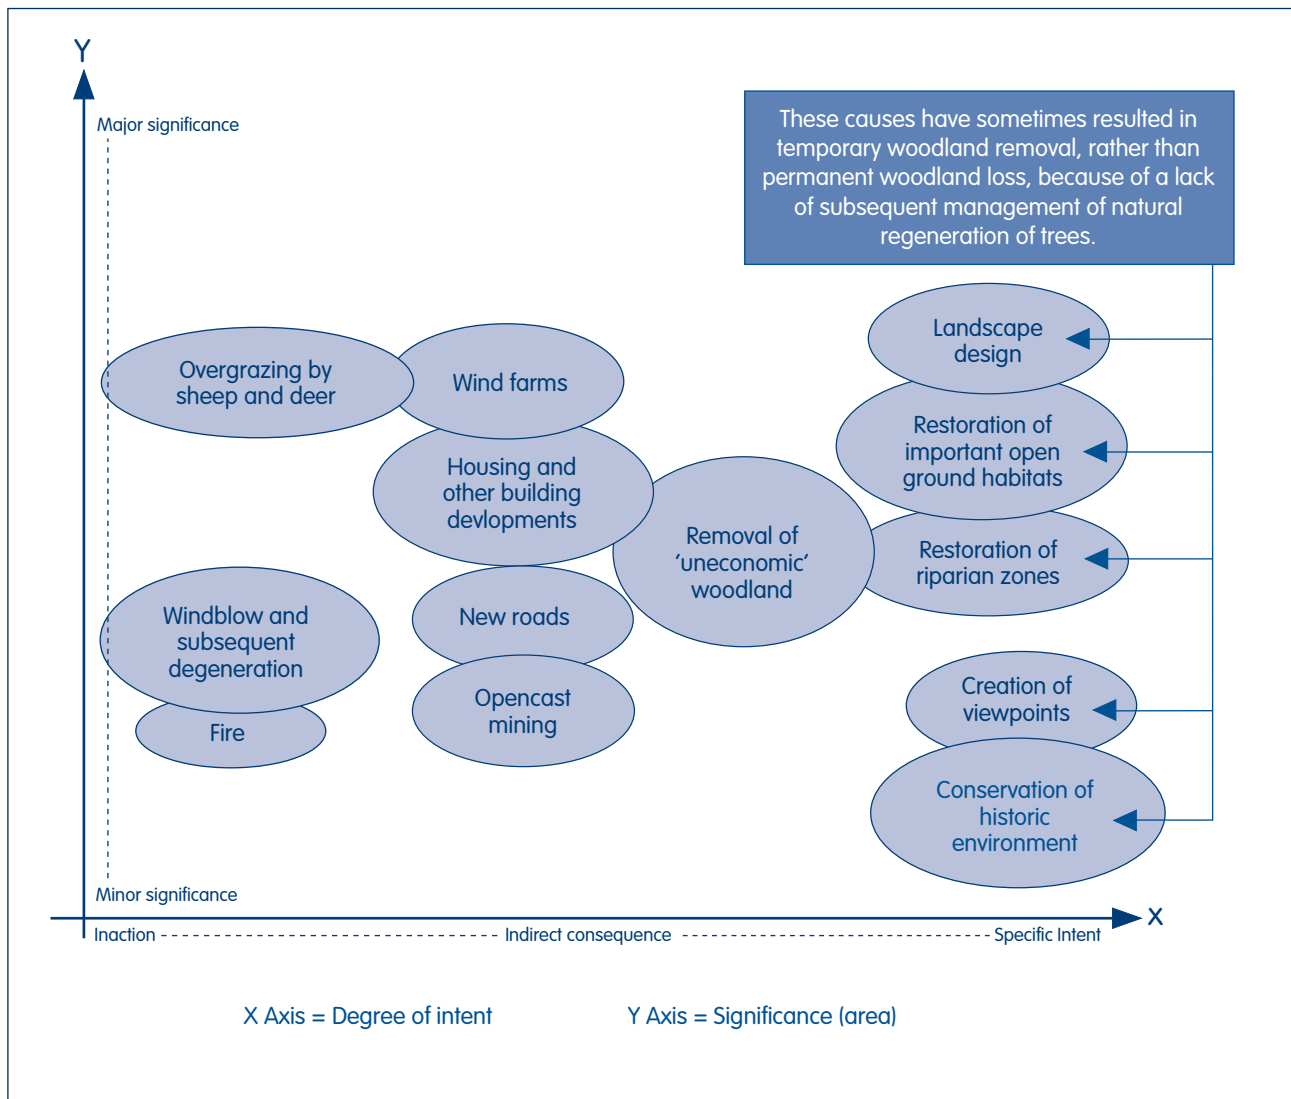 Y
Major significance
These causes have sometimes resulted in
temporary woodland removal, rather than
permanent woodland loss, because of a lack
of subsequent management of natural
regeneration of trees.
Landscape
design
Overgrazing by
sheep and deer
Wind farms
Restoration of
important open
ground habitats
Housing and
other building
devlopments
Removal of
‘uneconomic’
woodland
Restoration of
riparian zones
Windblow and
subsequent
degeneration
New roads
Creation of
viewpoints
Opencast
mining
Fire
Conservation of
historic
environment
Minor significance
X
Inaction
Indirect consequence
Specific Intent
X Axis = Degree of intent
Y Axis = Significance (area)